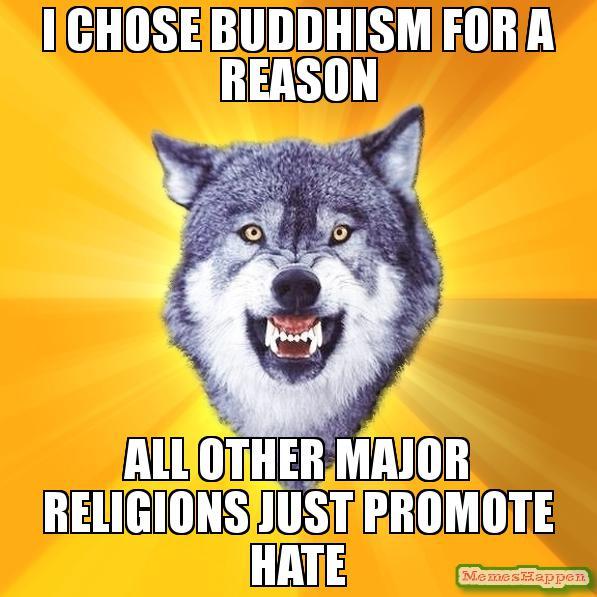 I CHOSE BUDDHISM FOR A
REASON
ALL OTHER MAJOR
RELIGIONS JUST PROMOTE
HATE
MemesHappen